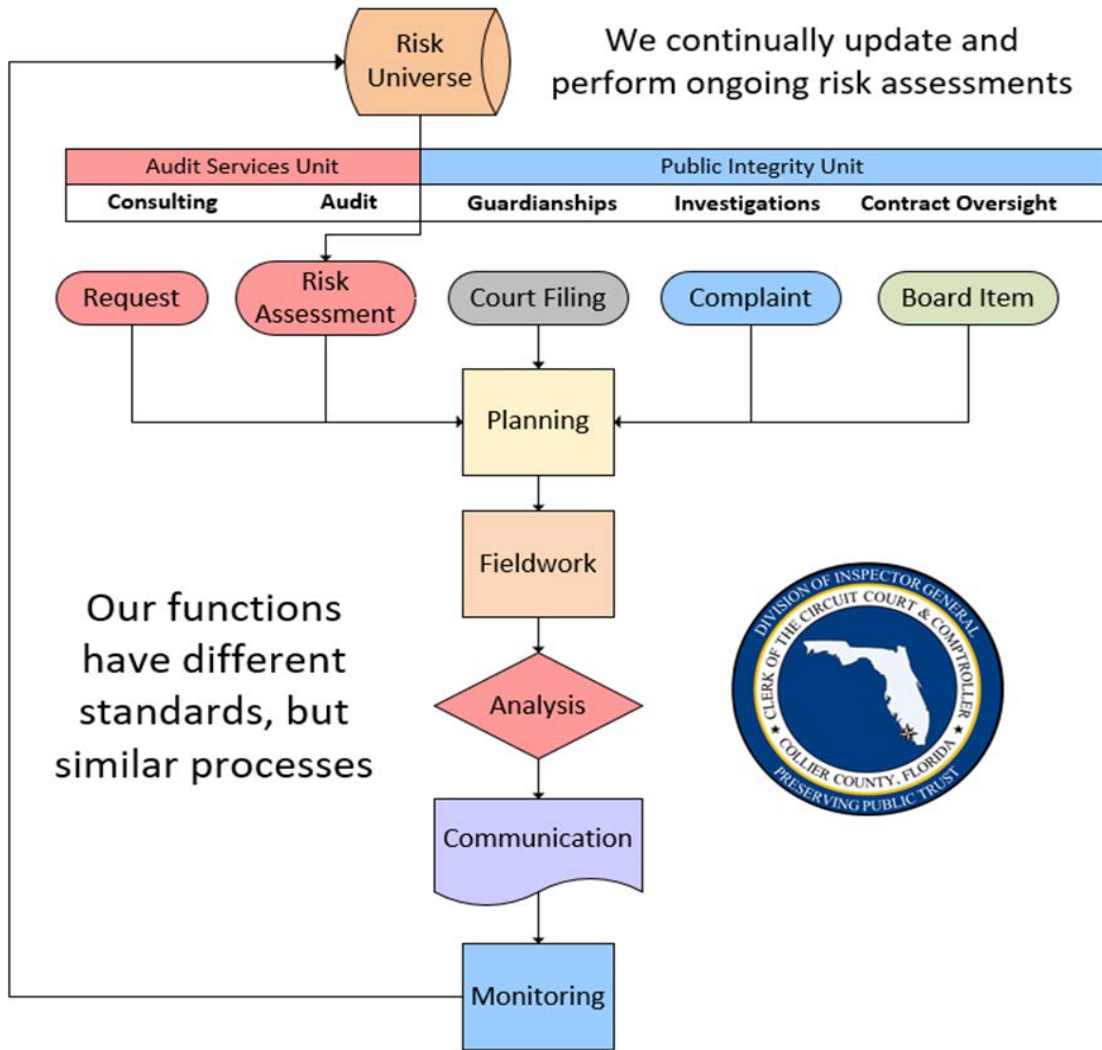 Risk
Universe
We continually update and
perform ongoing risk assessments
Audit Services Unit
Public Integrity Unit
Consulting
Audit
Guardianships
Investigations
Contract Oversight
Request
Risk
Assessment
Court Filing
Complaint
Board Item
Planning
Fieldwork
Our functions
have different
standards, but
similar processes
Analysis
DIVISION OF INSPECTOR GENERAL
CLERK OF THE CIRCUIT COURT & COMPTROLLER
COLLIER COUNTY, FLORIDA
PRESERVING PUBLIC TRUST
Communication
Monitoring